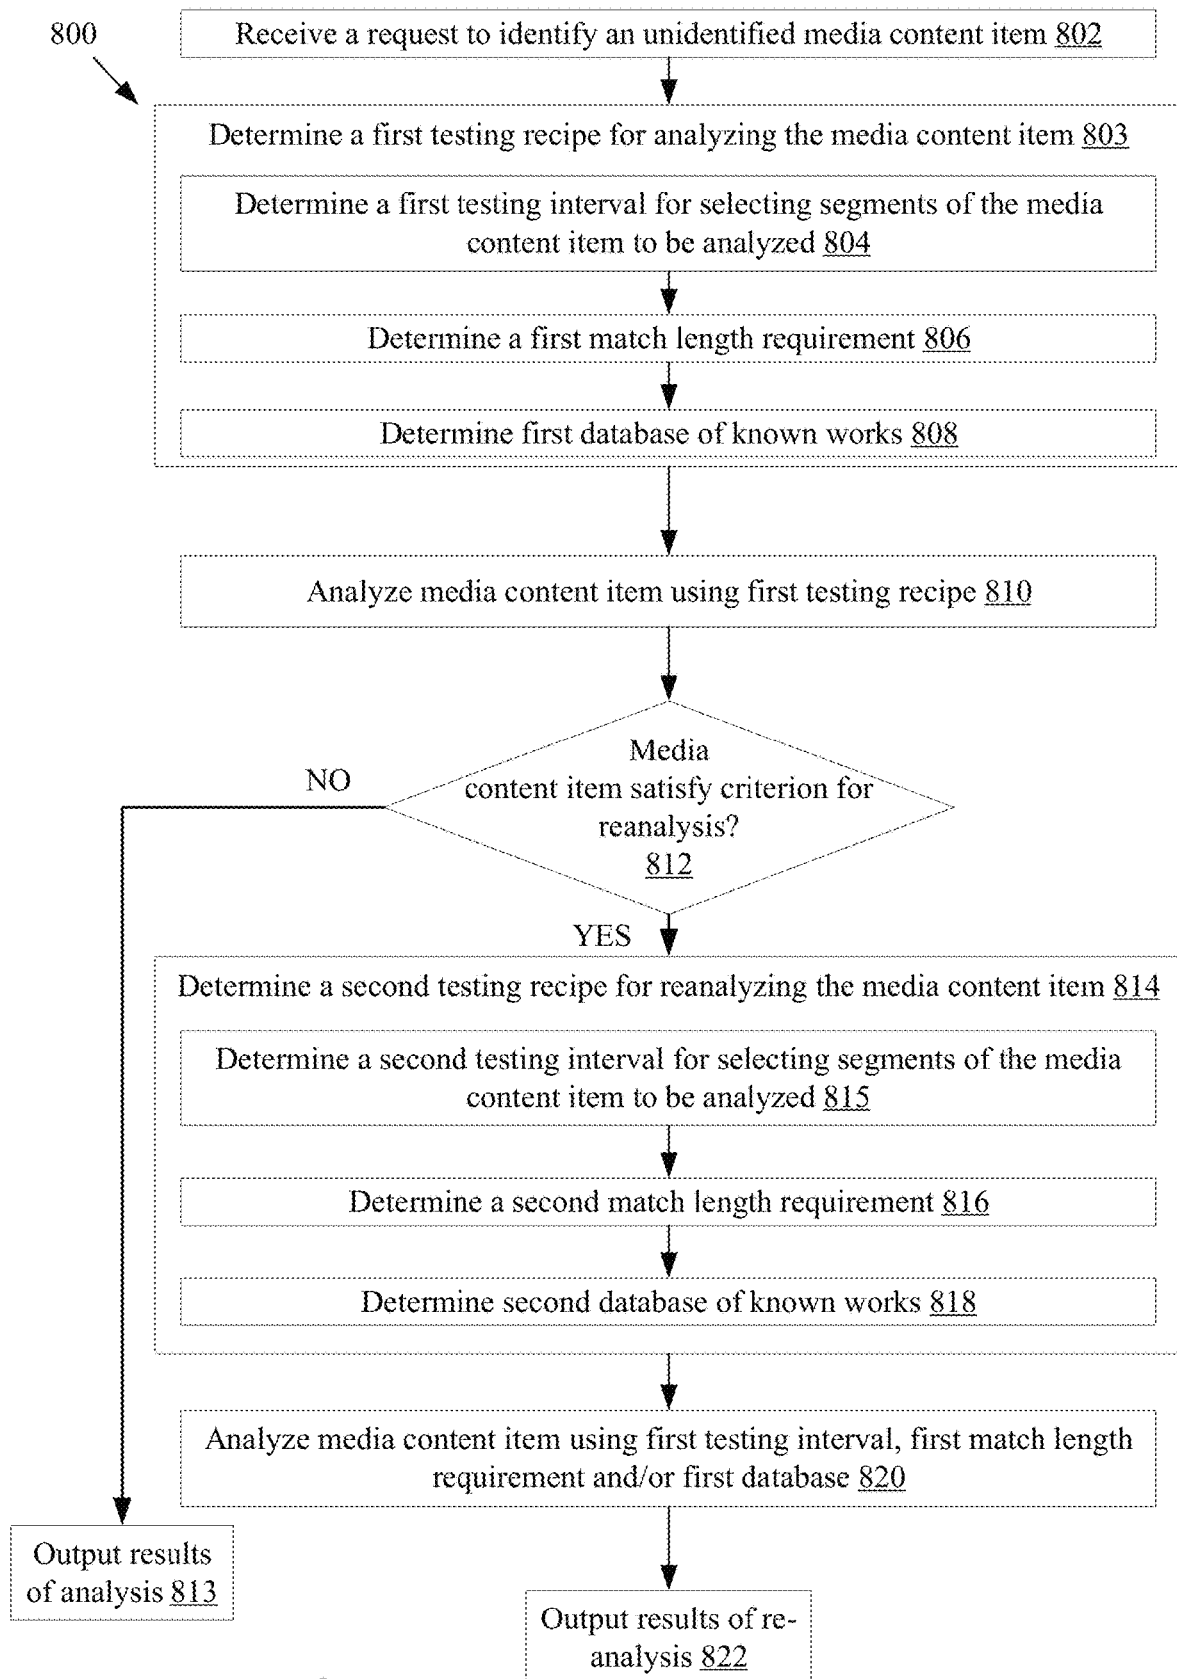 800
Receive a request to identify an unidentified media content item 802
Determine a first testing recipe for analyzing the media content item 803
Determine a first testing interval for selecting segments of the media
content item to be analyzed 804
Determine a first match length requirement 806
Determine first database of known works 808
Analyze media content item using first testing recipe 810
Media
content item satisfy criterion for
reanalysis?
812
NO
YES
Determine a second testing recipe for reanalyzing the media content item 814
Determine a second testing interval for selecting segments of the media
content item to be analyzed 815
Determine a second match length requirement 816
Determine second database of known works 818
Analyze media content item using first testing interval, first match length
requirement and/or first database 820
Output results
of analysis 813
Output results of re-
analysis 822